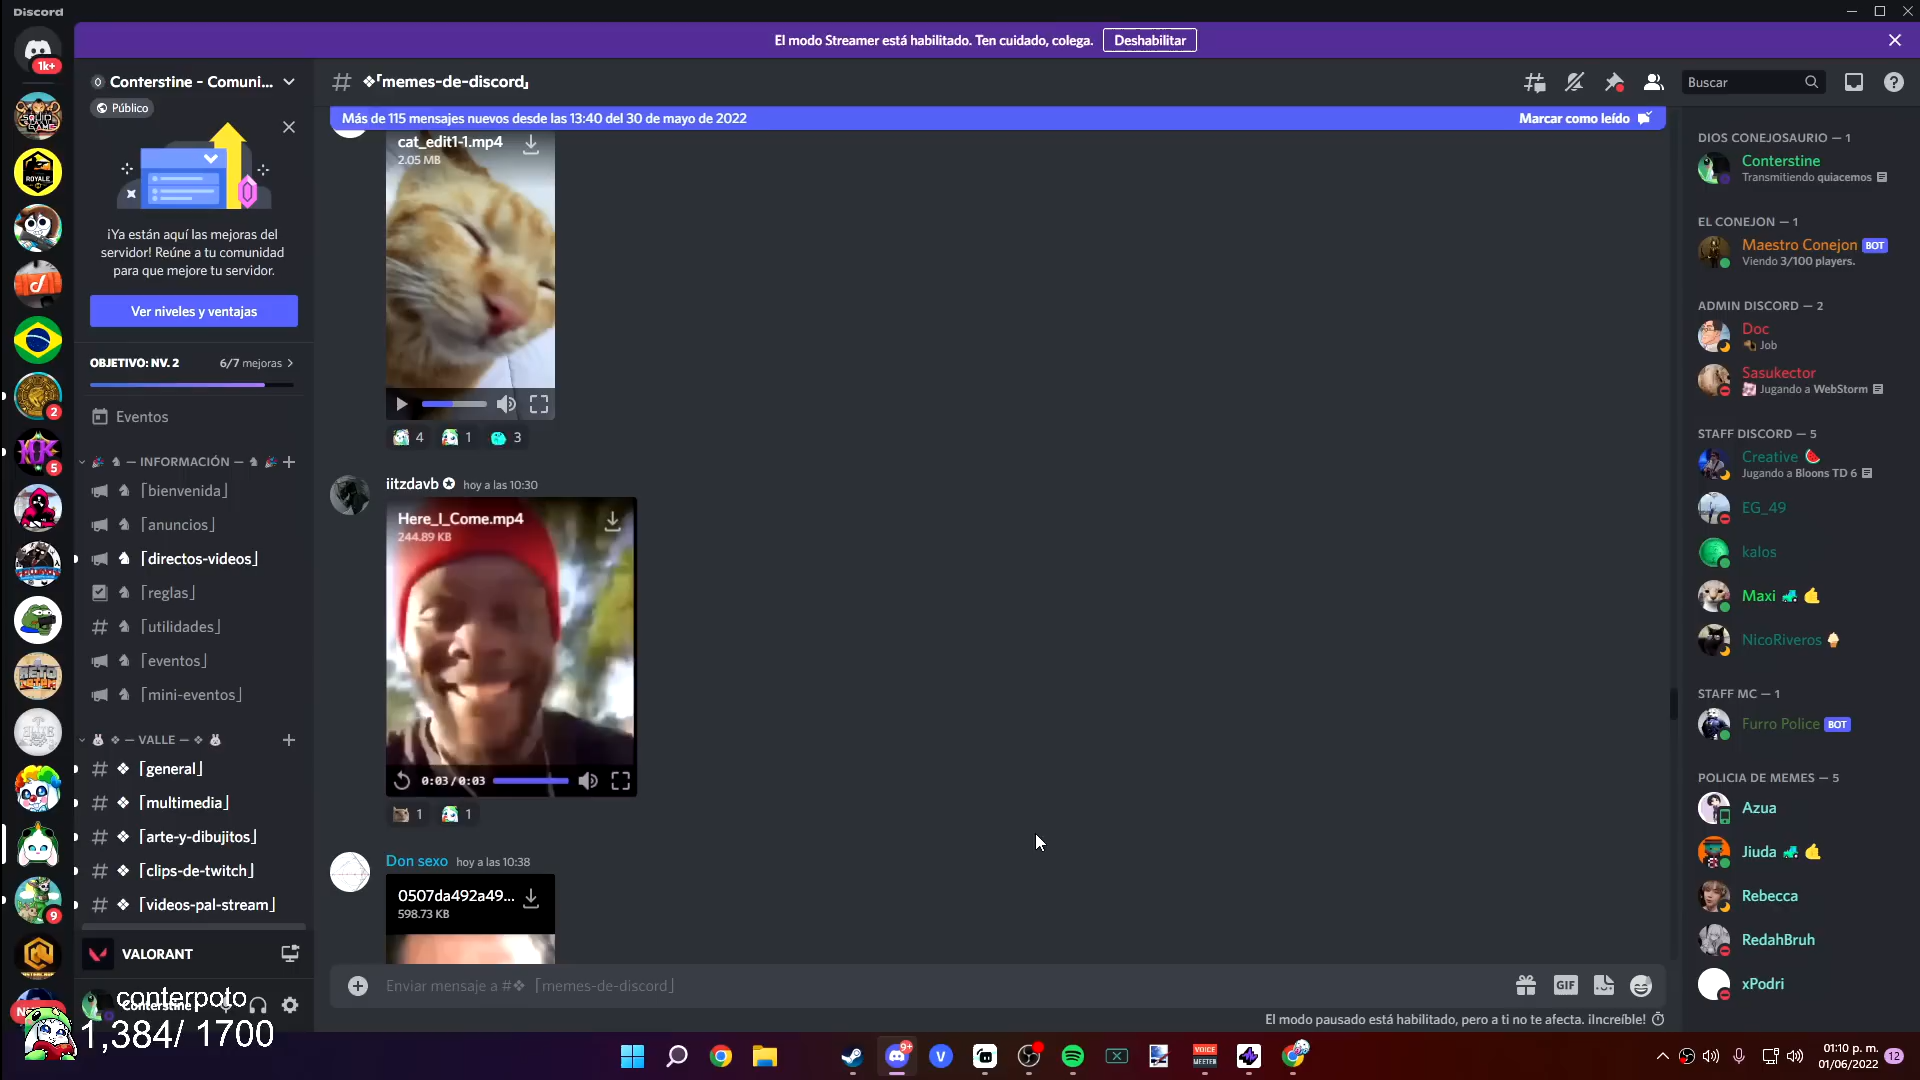 Discord
El modo Streamer está habilitado. Ten cuidado, colega.
Deshabilitar
1k+
Conterstine – Comuni...
Público
¡Ya están aquí las mejoras del
servidor! Reúne a tu comunidad
para que mejore tu servidor.
Ver niveles y ventajas
OBJETIVO: NV. 2
6/7 mejoras
Eventos
— INFORMACIÓN —
「bienvenida」
「anuncios」
「directos-videos」
「reglas」
「utilidades」
「eventos」
「mini-eventos」
— VALLE —
「general」
「multimedia」
「arte-y-dibujitos」
「clips-de-twitch」
「videos-pal-stream」
VALORANT
conterpoto
1,384/ 1700
ROYALE
2
5
9
❖「memes-de-discord」
Buscar
Más de 115 mensajes nuevos desde las 13:40 del 30 de mayo de 2022
Marcar como leído
cat_edit1-1.mp4
2.05 MB
4
1
3
iitzdavb
hoy a las 10:30
Here_I_Come.mp4
244.89 KB
0:03/0:03
1
1
Don sexo
hoy a las 10:38
0507da492a49...
598.73 KB
Enviar mensaje a #❖「memes-de-discord」
GIF
El modo pausado está habilitado, pero a ti no te afecta. ¡Increíble!
DIOS CONEJOSAURIO — 1
Conterstine
Transmitiendo quiacemos
EL CONEJON — 1
Maestro Conejon BOT
Viendo 3/100 players.
ADMIN DISCORD — 2
Doc
Job
Sasukector
Jugando a WebStorm
STAFF DISCORD — 5
Creative
Jugando a Bloons TD 6
EG_49
kalos
Maxi
NicoRiveros
STAFF MC — 1
Furro Police BOT
POLICIA DE MEMES — 5
Azua
Jiuda
Rebecca
RedahBruh
xPodri
9+
VOICE
MEETER
01:10 p. m.
01/06/2022
12